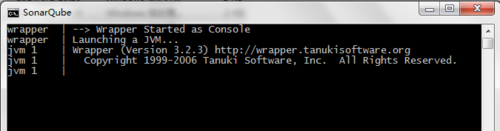 SonarQube
wrapper  | --> Wrapper Started as Console
wrapper  | Launching a JVM...
jvm 1    | Wrapper (Version 3.2.3) http://wrapper.tanukisoftware.org
jvm 1    |   Copyright 1999-2006 Tanuki Software, Inc.  All Rights Reserved.
jvm 1    |